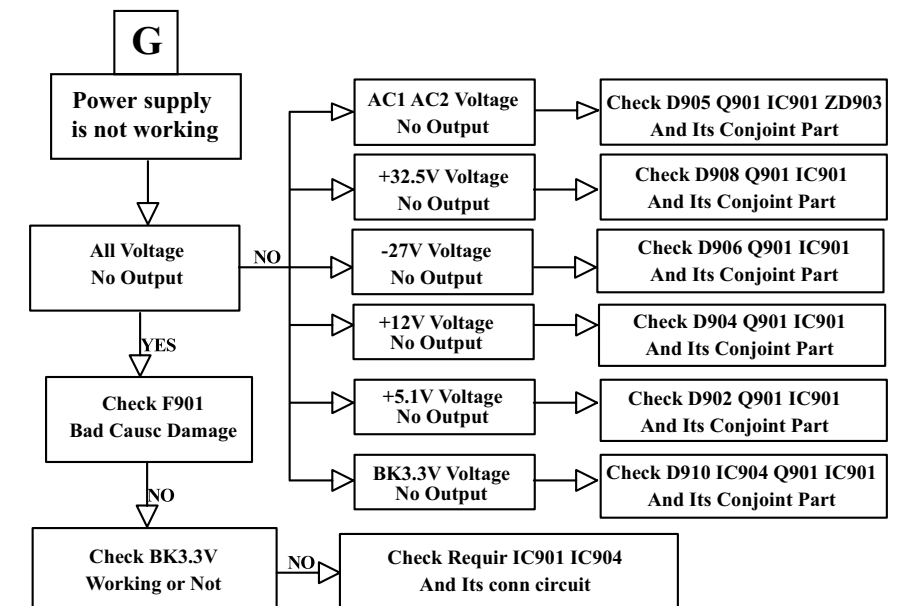 G
Power supply
is not working
All Voltage
No Output
NO
YES
Check F901
Bad Causc Damage
NO
Check BK3.3V
Working or Not
NO
Check Requir IC901 IC904
And Its conn circuit
AC1 AC2 Voltage
No Output
Check D905 Q901 IC901 ZD903
And Its Conjoint Part
+32.5V Voltage
No Output
Check D908 Q901 IC901
And Its Conjoint Part
-27V Voltage
No Output
Check D906 Q901 IC901
And Its Conjoint Part
+12V Voltage
No Output
Check D904 Q901 IC901
And Its Conjoint Part
+5.1V Voltage
No Output
Check D902 Q901 IC901
And Its Conjoint Part
BK3.3V Voltage
No Output
Check D910 IC904 Q901 IC901
And Its Conjoint Part